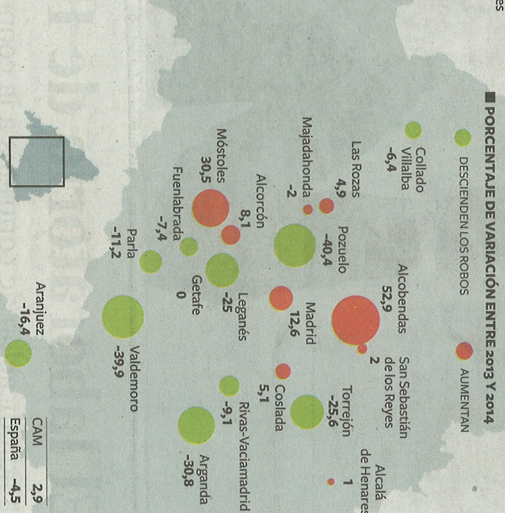 es
PORCENTAJE DE VARIACIÓN ENTRE 2013 Y 2014
DESCIENDEN LOS ROBOS
AUMENTAN
Collado
Villalba
-6,4
Las Rozas
4,9
Majadahonda
-2
Pozuelo
-40,4
Alcobendas
52,9
San Sebastián
de los Reyes
2
Alcalá
de Henares
1
Torrejón
-25,6
Madrid
12,6
Coslada
5,1
Móstoles
30,5
Alcorcón
8,1
Fuenlabrada
-7,4
Leganés
-25
Getafe
0
Rivas-Vaciamadrid
-9,1
Arganda
-30,8
Parla
-11,2
Valdemoro
-39,9
Aranjuez
-16,4
CAM 2,9
España -4,5